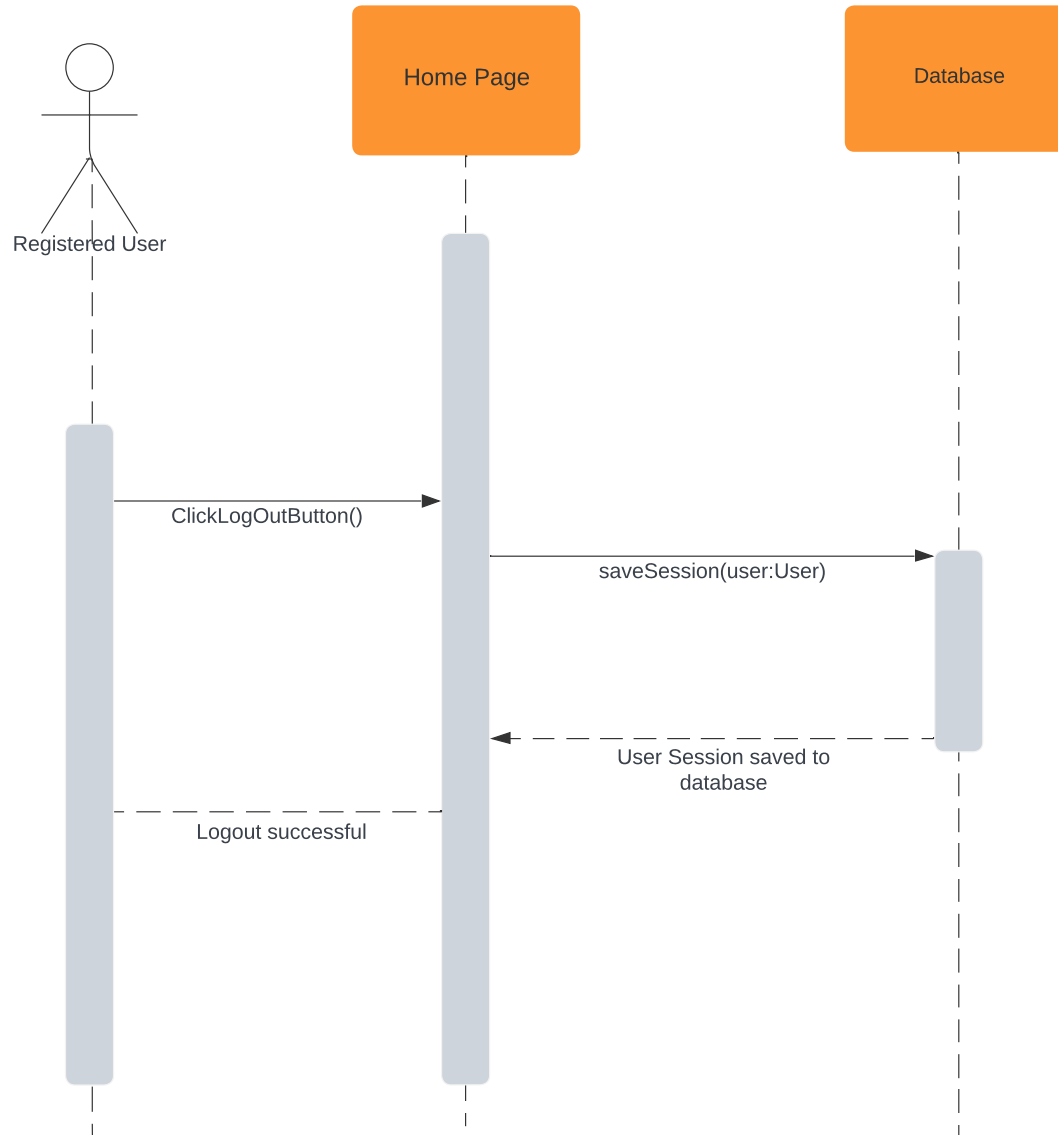 Home Page
Database
Registered User
ClickLogOutButton()
saveSession(user:User)
User Session saved to
database
Logout successful